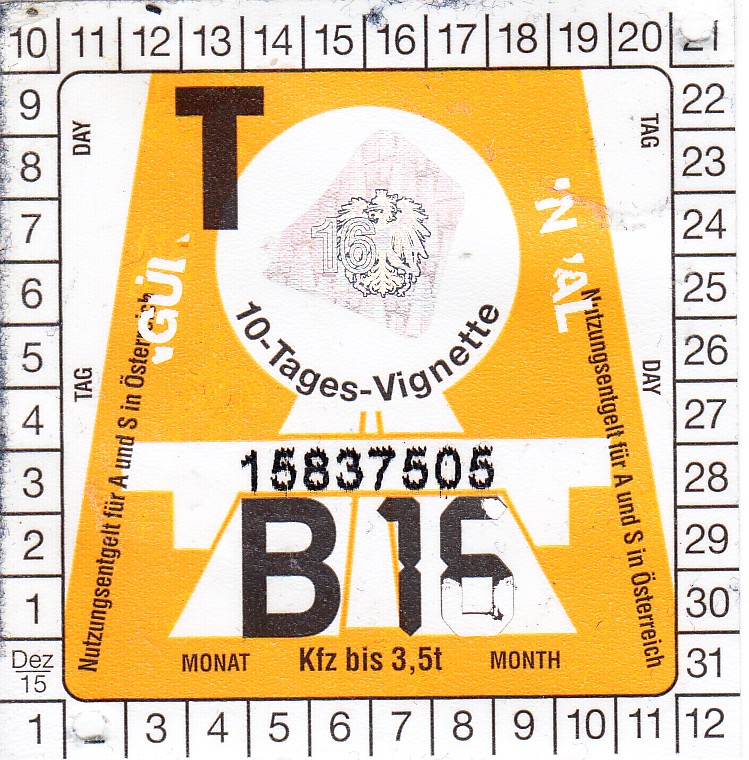 10 11 12 13 14 15 16 17 18 19 20 21
9 22
8 23
7 24
6 25
5 26
4 27
3 28
2 29
1 30
Dez
15
31
1 3 4 5 6 7 8 9 10 11 12
DAY
TAG
TAG
DAY
T
16
10-Tages-Vignette
Nutzungsentgelt für A und S in Österreich
Nutzungsentgelt für A und S in Österreich
15837505
B 16
MONAT Kfz bis 3,5t MONTH